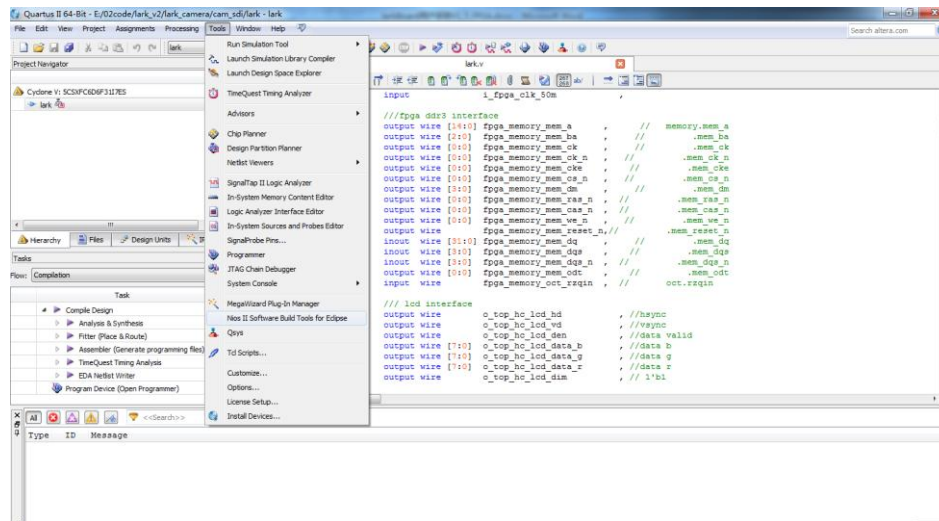 Quartus II 64-Bit - E:/02code/lark_v2/lark_camera/cam_sdi/lark - lark
File Edit View Project Assignments Processing Tools Window Help
Search altera.com
lark
Project Navigator
Cyclone V: 5CSXFC6D6F31I7ES
lark
Hierarchy Files Design Units
Tasks
Flow: Compilation
Task
Compile Design
Analysis & Synthesis
Fitter (Place & Route)
Assembler (Generate programming files)
TimeQuest Timing Analysis
EDA Netlist Writer
Program Device (Open Programmer)
Run Simulation Tool
Launch Simulation Library Compiler
Launch Design Space Explorer
TimeQuest Timing Analyzer
Advisors
Chip Planner
Design Partition Planner
Netlist Viewers
SignalTap II Logic Analyzer
In-System Memory Content Editor
Logic Analyzer Interface Editor
In-System Sources and Probes Editor
SignalProbe Pins...
Programmer
JTAG Chain Debugger
System Console
MegaWizard Plug-In Manager
Nios II Software Build Tools for Eclipse
Qsys
Tcl Scripts...
Customize...
Options...
License Setup...
Install Devices...
lark.v
input i_fpga_clk_50m ,
///fpga ddr3 interface
output wire [14:0] fpga_memory_mem_a , // memory.mem_a
output wire [2:0] fpga_memory_mem_ba , // .mem_ba
output wire [0:0] fpga_memory_mem_ck , // .mem_ck
output wire [0:0] fpga_memory_mem_ck_n , // .mem_ck_n
output wire [0:0] fpga_memory_mem_cke , // .mem_cke
output wire [0:0] fpga_memory_mem_cs_n , // .mem_cs_n
output wire [3:0] fpga_memory_mem_dm , // .mem_dm
output wire [0:0] fpga_memory_mem_ras_n , // .mem_ras_n
output wire [0:0] fpga_memory_mem_cas_n , // .mem_cas_n
output wire [0:0] fpga_memory_mem_we_n , // .mem_we_n
output wire fpga_memory_mem_reset_n,// .mem_reset_n
inout wire [31:0] fpga_memory_mem_dq , // .mem_dq
inout wire [3:0] fpga_memory_mem_dqs , // .mem_dqs
inout wire [3:0] fpga_memory_mem_dqs_n , // .mem_dqs_n
output wire [0:0] fpga_memory_mem_odt , // .mem_odt
input wire fpga_memory_oct_rzqin , // oct.rzqin
/// lcd interface
output wire o_top_hc_lcd_hd , //hsync
output wire o_top_hc_lcd_vd , //vsync
output wire o_top_hc_lcd_den , //data valid
output wire [7:0] o_top_hc_lcd_data_b , //data b
output wire [7:0] o_top_hc_lcd_data_g , //data g
output wire [7:0] o_top_hc_lcd_data_r , //data r
output wire o_top_hc_lcd_dim , // 1'b1
All <<Search>>
Type ID Message